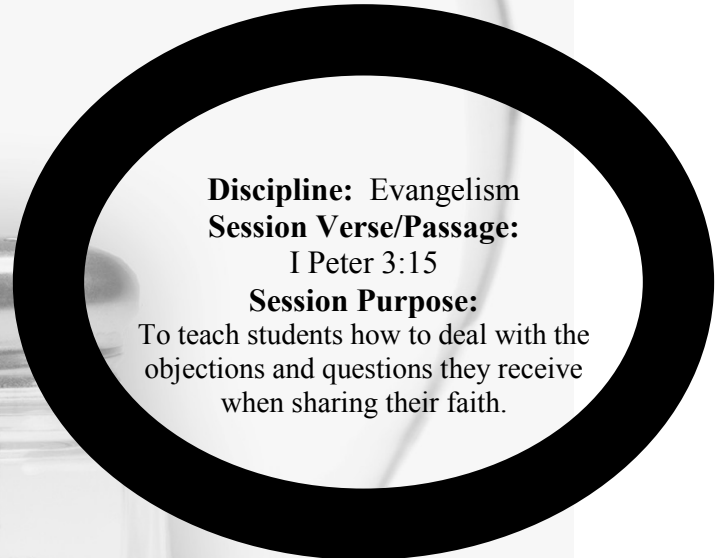 Discipline:  Evangelism
Session Verse/Passage:
I Peter 3:15
Session Purpose:
To teach students how to deal with the
objections and questions they receive
when sharing their faith.